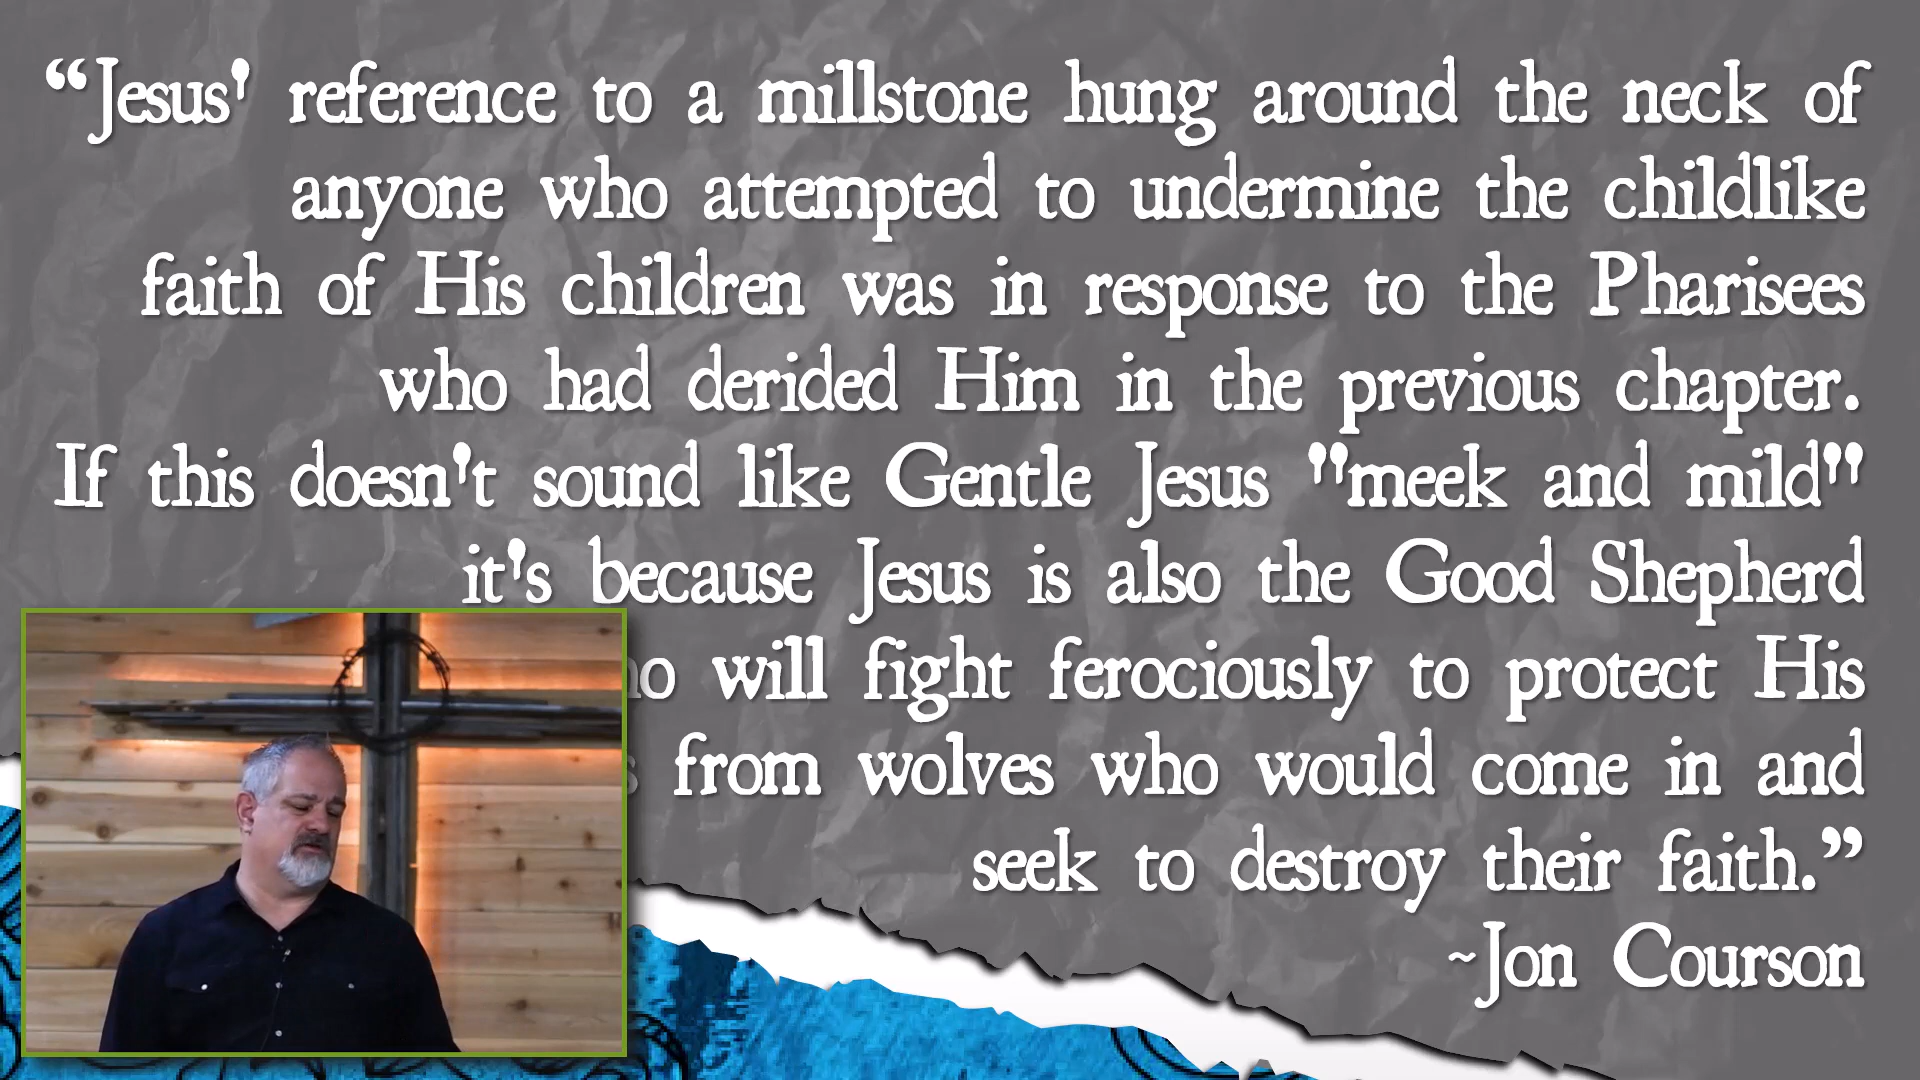 “Jesus' reference to a millstone hung around the neck of
anyone who attempted to undermine the childlike
faith of His children was in response to the Pharisees
who had derided Him in the previous chapter.
If this doesn't sound like Gentle Jesus "meek and mild"
it's because Jesus is also the Good Shepherd
will fight ferociously to protect His
from wolves who would come in and
seek to destroy their faith.”
~Jon Courson